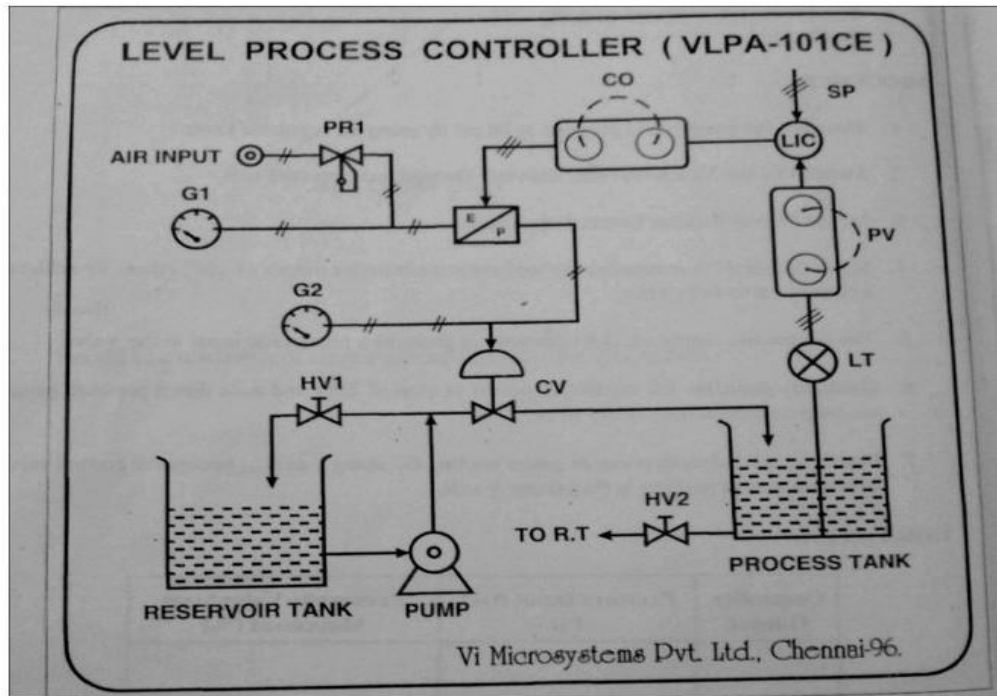 LEVEL PROCESS CONTROLLER ( VLPA-101CE )
CO
SP
PR1
AIR INPUT
LIC
G1
E
P
PV
G2
LT
CV
HV1
HV2
TO R.T
PROCESS TANK
RESERVOIR TANK
PUMP
Vi Microsystems Pvt. Ltd., Chennai-96.